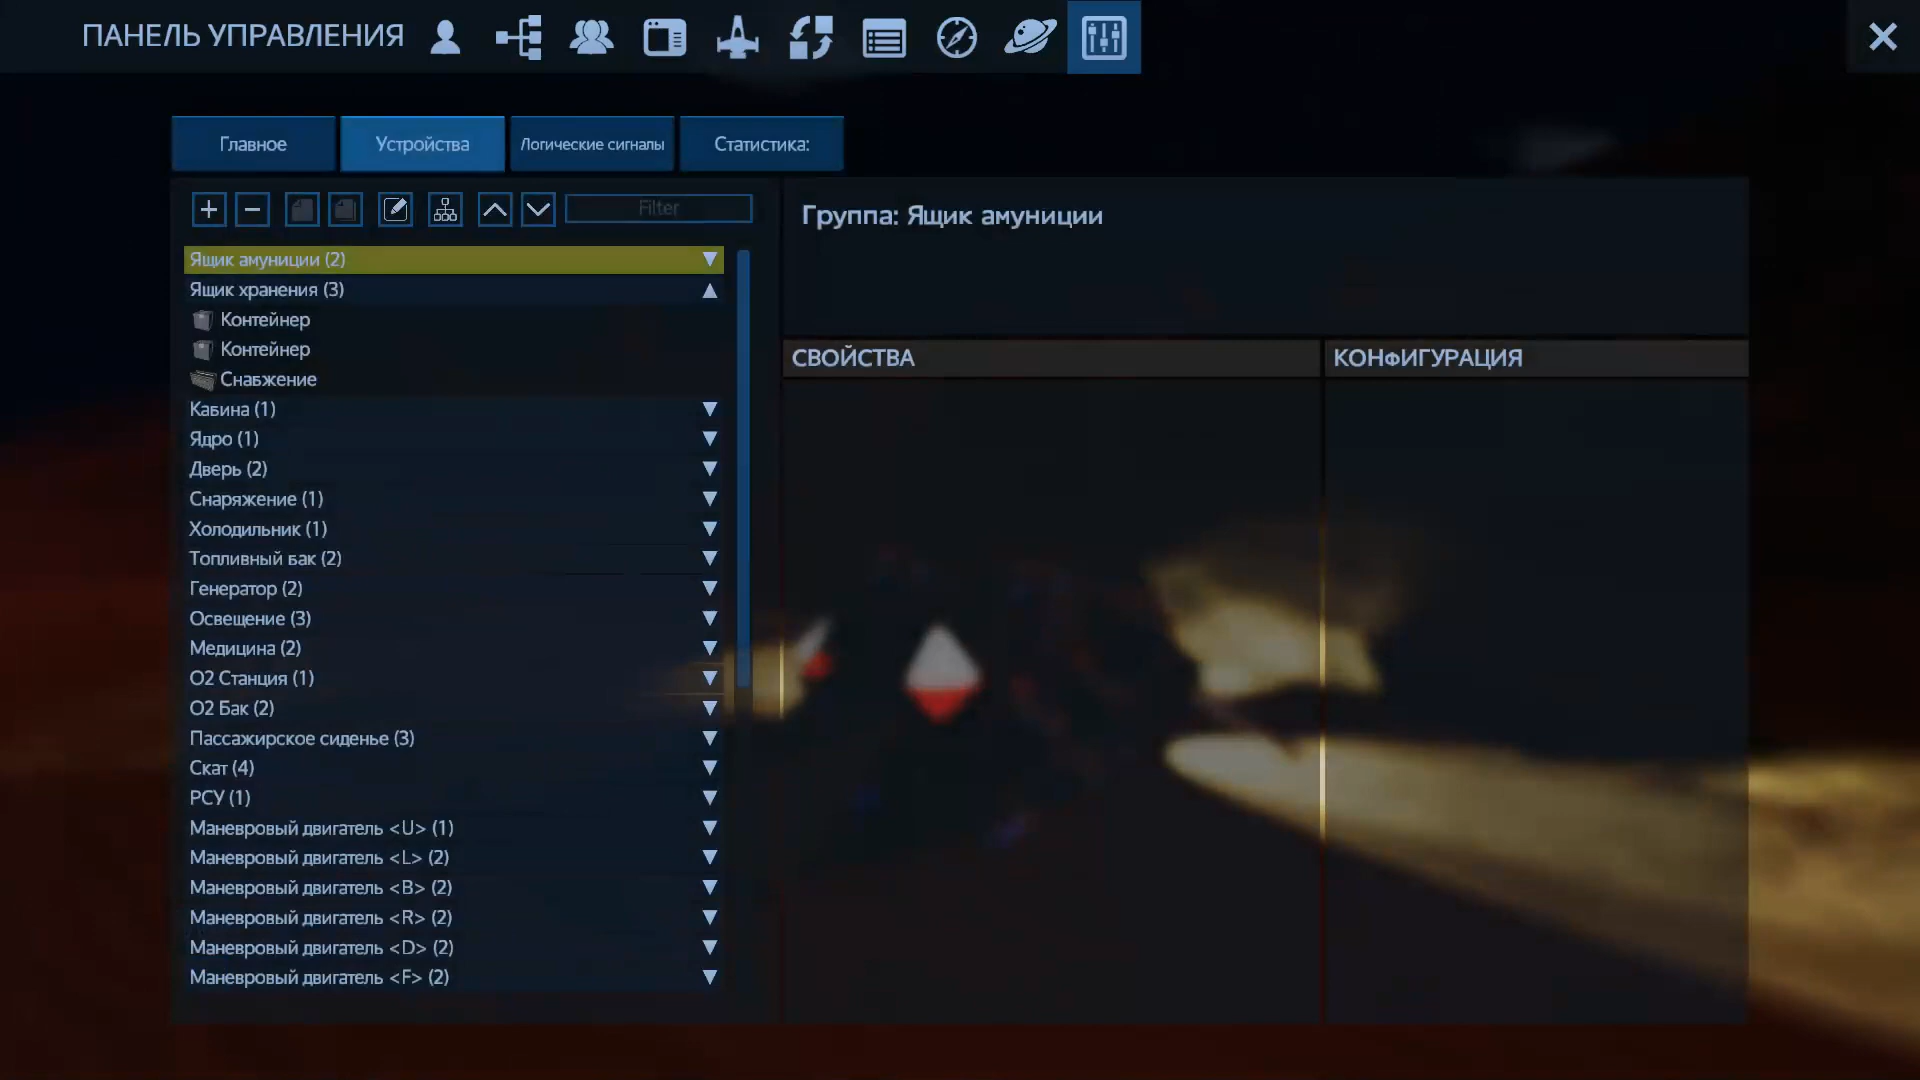 ПАНЕЛЬ УПРАВЛЕНИЯ
Главное
Устройства
Логические сигналы
Статистика:
Filter
Группа: Ящик амуниции
Ящик амуниции (2)
Ящик хранения (3)
Контейнер
Контейнер
Снабжение
Кабина (1)
Ядро (1)
Дверь (2)
Снаряжение (1)
Холодильник (1)
Топливный бак (2)
Генератор (2)
Освещение (3)
Медицина (2)
О2 Станция (1)
О2 Бак (2)
Пассажирское сиденье (3)
Скат (4)
РСУ (1)
Маневровый двигатель <U> (1)
Маневровый двигатель <L> (2)
Маневровый двигатель <B> (2)
Маневровый двигатель <R> (2)
Маневровый двигатель <D> (2)
Маневровый двигатель <F> (2)
СВОЙСТВА
КОНФИГУРАЦИЯ